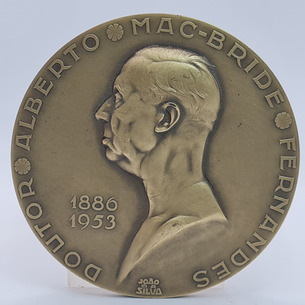 DOUTOR ALBERTO MAC-BRIDE FERNANDES
1886
1953
JOÃO
DA
SILVA